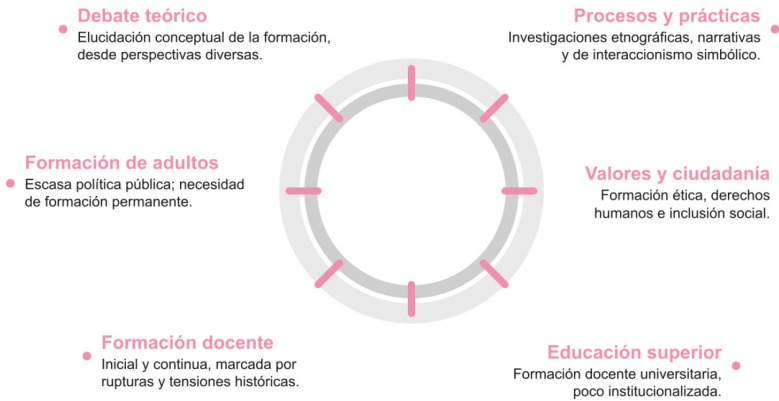 Debate teórico
Elucidación conceptual de la formación,
desde perspectivas diversas.
Procesos y prácticas
Investigaciones etnográficas, narrativas
y de interaccionismo simbólico.
Formación de adultos
Escasa política pública; necesidad
de formación permanente.
Valores y ciudadanía
Formación ética, derechos
humanos e inclusión social.
Formación docente
Inicial y continua, marcada por
rupturas y tensiones históricas.
Educación superior
Formación docente universitaria,
poco institucionalizada.